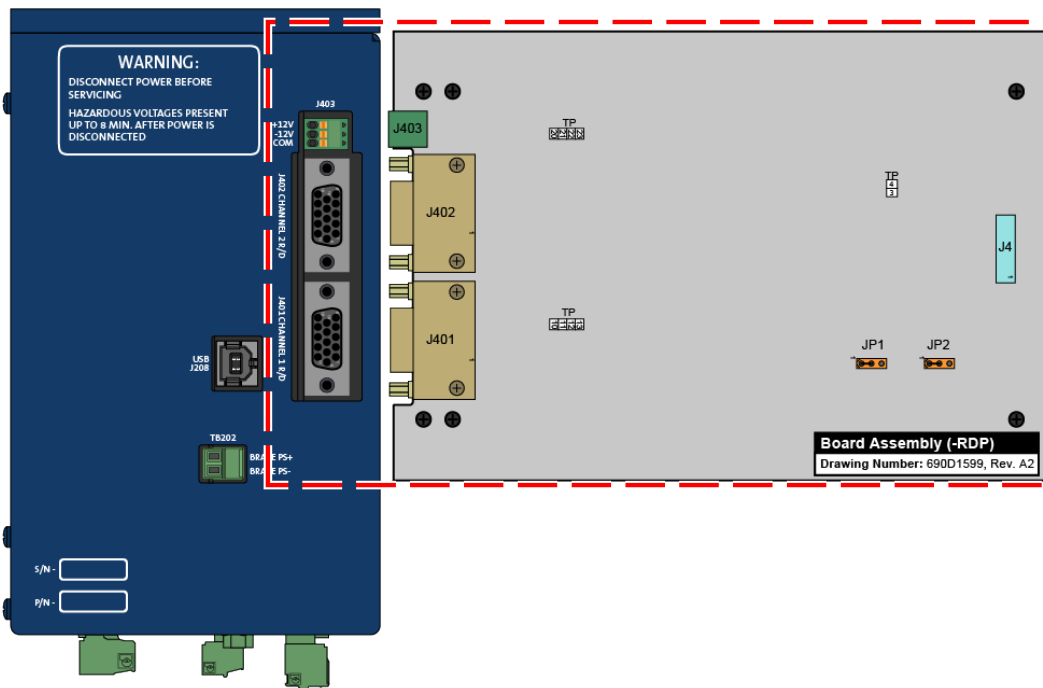 WARNING:
DISCONNECT POWER BEFORE
SERVICING
HAZARDOUS VOLTAGES PRESENT
UP TO 8 MIN. AFTER POWER IS
DISCONNECTED
J403
+12V
-12V
COM
J402 CHANNEL 2 R/D
J401 CHANNEL 1 R/D
USB
J208
TB202
BRAKE PS+
BRAKE PS-
S/N -
P/N -
J403
J402
J401
TP
TP
4
3
TP
J4
JP1
JP2
Board Assembly (-RDP)
Drawing Number: 690D1599, Rev. A2